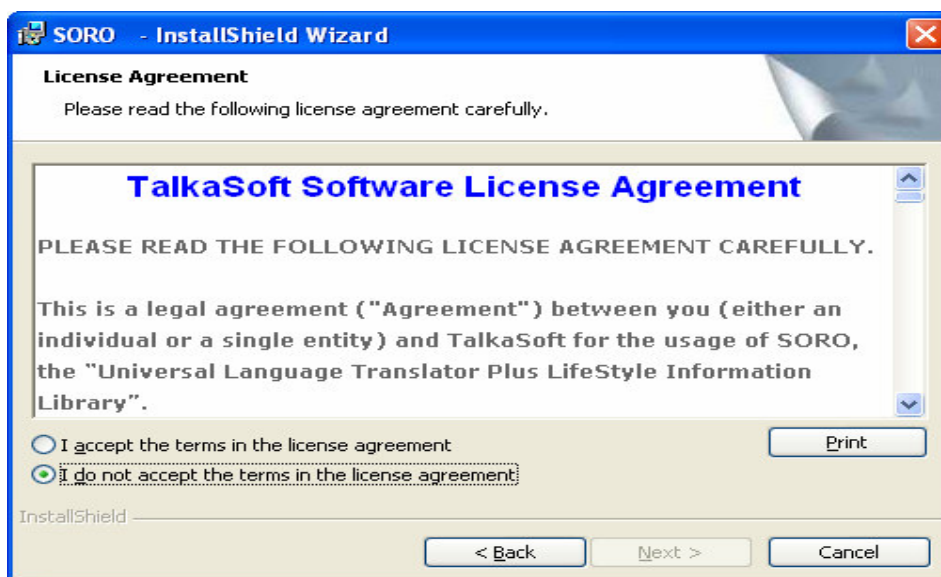 SORO - InstallShield Wizard
License Agreement
Please read the following license agreement carefully.
TalkaSoft Software License Agreement
PLEASE READ THE FOLLOWING LICENSE AGREEMENT CAREFULLY.
This is a legal agreement ("Agreement") between you (either an
individual or a single entity) and TalkaSoft for the usage of SORO,
the “Universal Language Translator Plus LifeStyle Information
Library”.
I accept the terms in the license agreement
Print
I do not accept the terms in the license agreement
InstallShield
< Back
Next >
Cancel